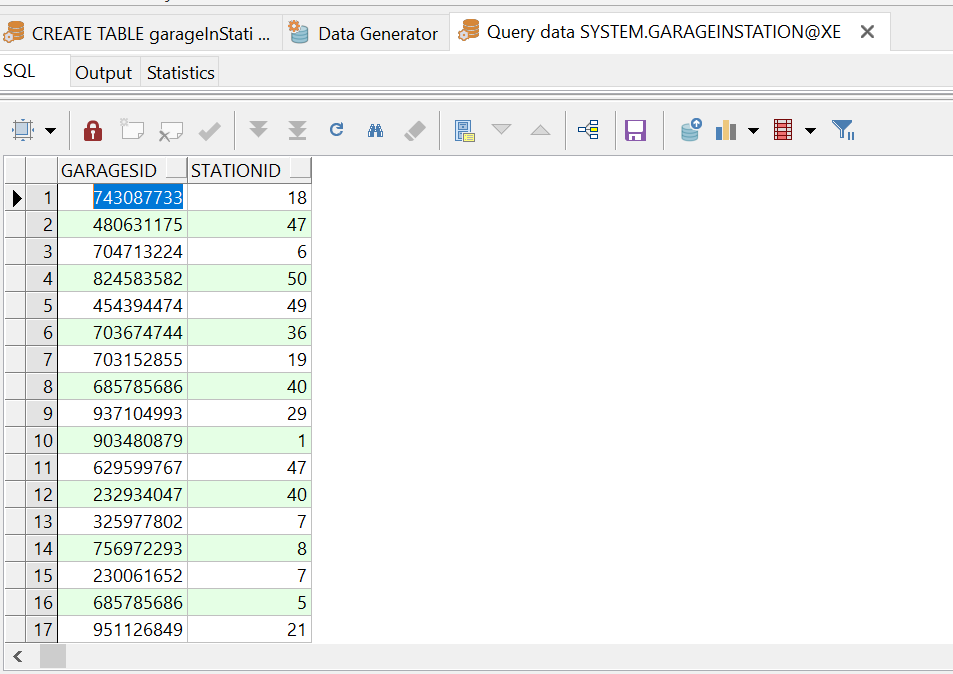 CREATE TABLE garageInStati ... Data Generator Query data SYSTEM.GARAGEINSTATION@XE
SQL Output Statistics
GARAGESID STATIONID
1 743087733 18
2 480631175 47
3 704713224 6
4 824583582 50
5 454394474 49
6 703674744 36
7 703152855 19
8 685785686 40
9 937104993 29
10 903480879 1
11 629599767 47
12 232934047 40
13 325977802 7
14 756972293 8
15 230061652 7
16 685785686 5
17 951126849 21